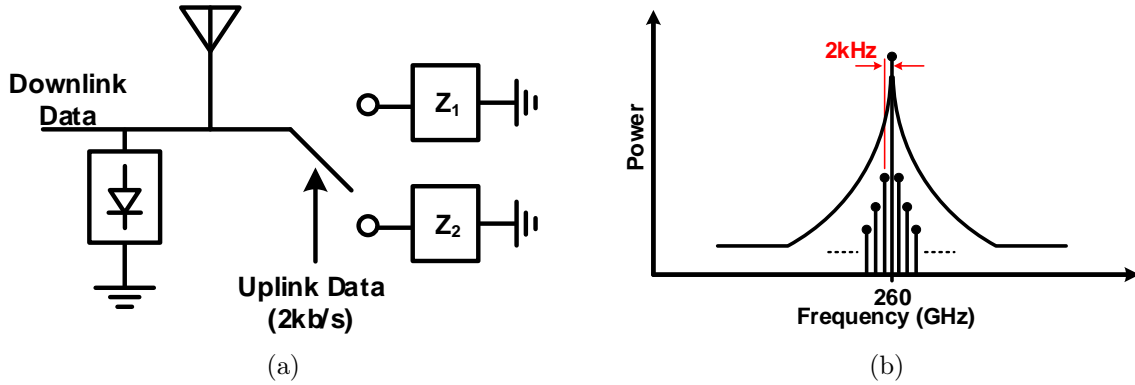 Downlink
Data
Z1
Z2
Uplink Data
(2kb/s)
(a)
Power
2kHz
260
Frequency (GHz)
(b)